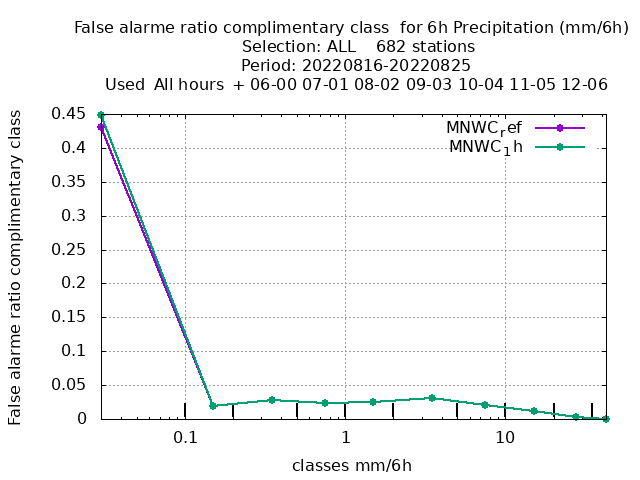 False alarme ratio complimentary class  for 6h Precipitation (mm/6h)
Selection: ALL    682 stations
Period: 20220816-20220825
Used  All hours  + 06-00 07-01 08-02 09-03 10-04 11-05 12-06
False alarme ratio complimentary class
0.45
0.4
0.35
0.3
0.25
0.2
0.15
0.1
0.05
0
MNWC_ref
MNWC_1h
0.1
1
10
classes mm/6h